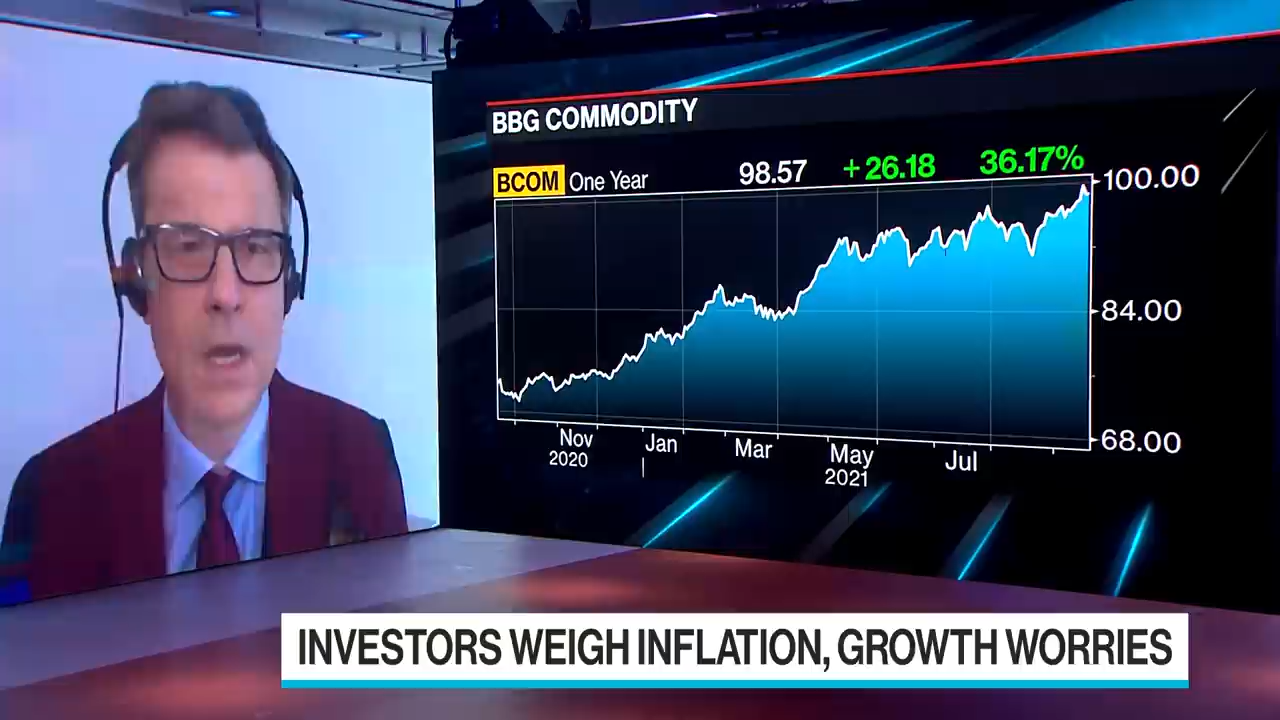 BBG COMMODITY
BCOM One Year 98.57 +26.18 36.17%
100.00
84.00
68.00
Nov Jan Mar May Jul
2020 2021
INVESTORS WEIGH INFLATION, GROWTH WORRIES